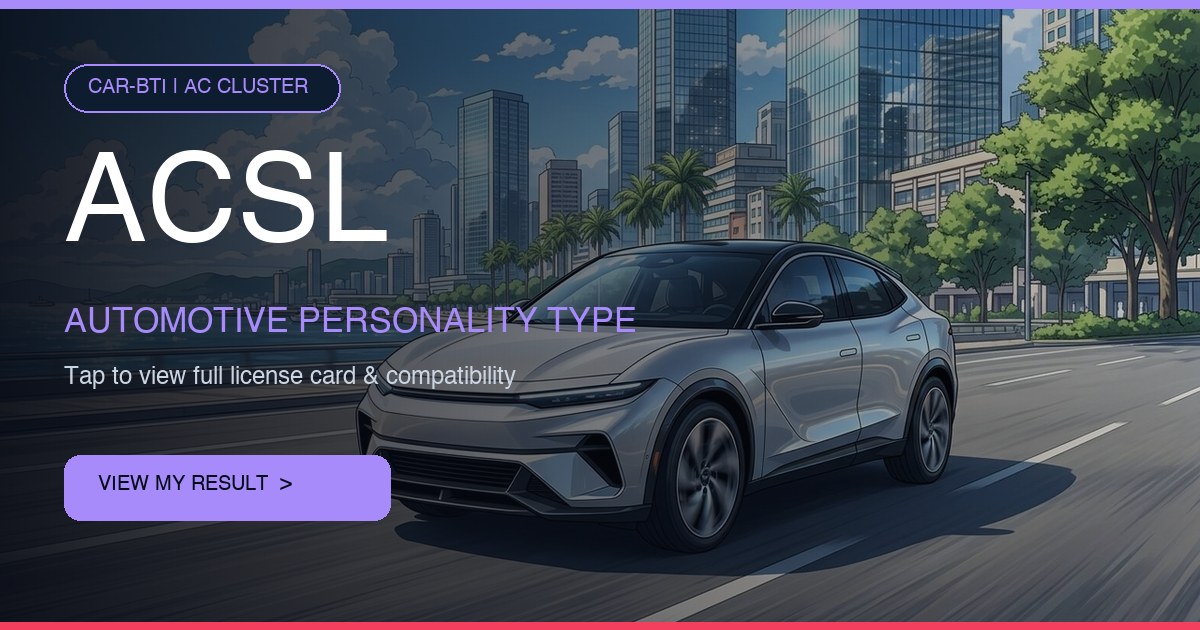 CAR-BTI | AC CLUSTER
ACSL
AUTOMOTIVE PERSONALITY TYPE
Tap to view full license card & compatibility
VIEW MY RESULT >